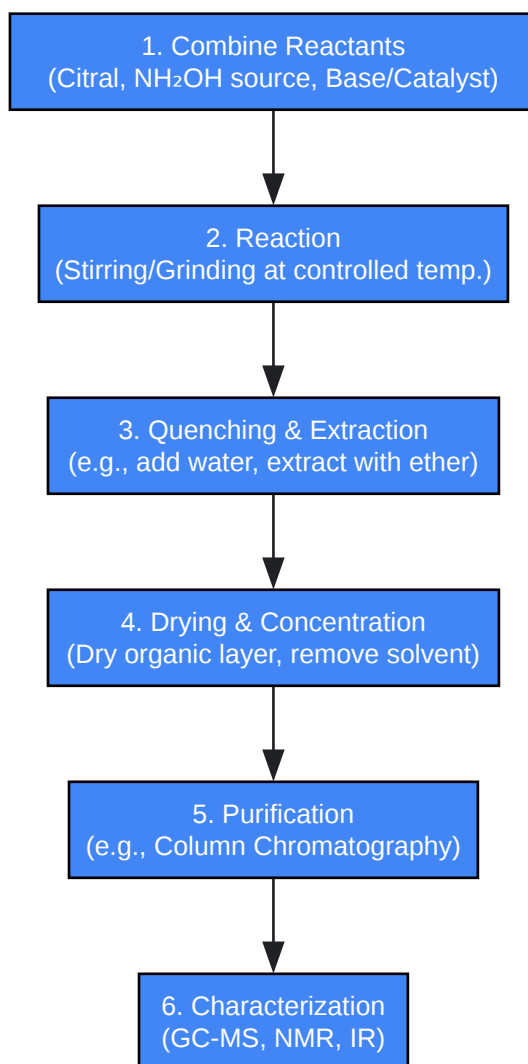 1. Combine Reactants
(Citral, NH₂OH source, Base/Catalyst)
2. Reaction
(Stirring/Grinding at controlled temp.)
3. Quenching & Extraction
(e.g., add water, extract with ether)
4. Drying & Concentration
(Dry organic layer, remove solvent)
5. Purification
(e.g., Column Chromatography)
6. Characterization
(GC-MS, NMR, IR)